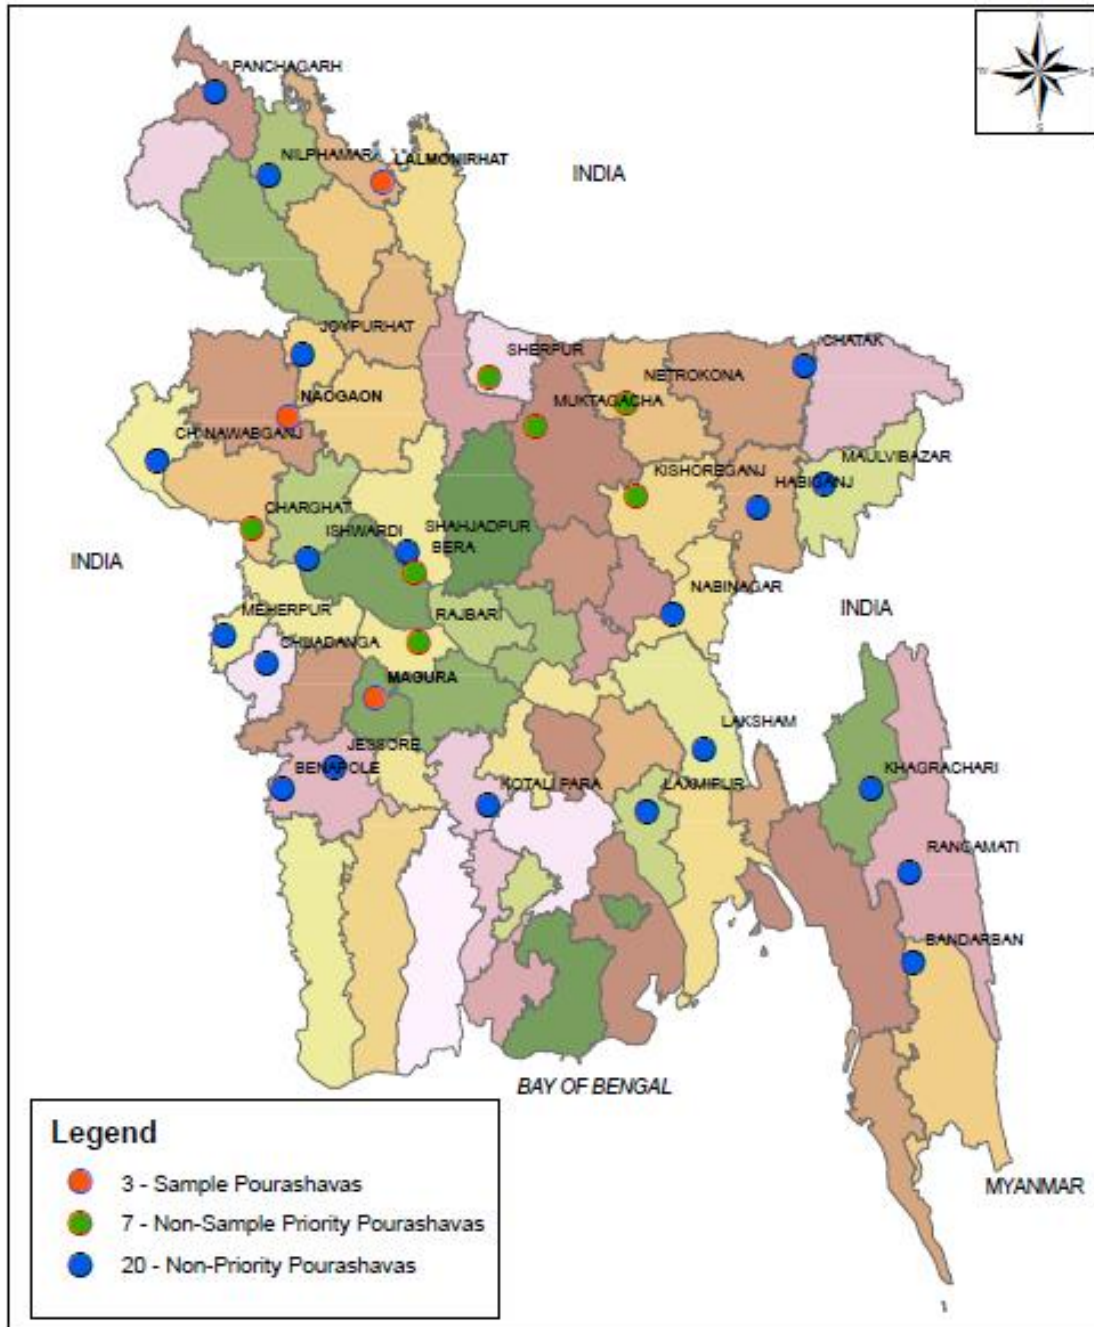 N
W
E
S
PANCHAGARH
NILPHAMARI
LALMONIRHAT
INDIA
JOYPURHAT
SHERPUR
CHATAK
NETROKONA
NAOGAON
MUKTAGACHA
CH.NAWABGANJ
MAULVIBAZAR
KISHOREGANJ
HABIGANJ
CHARGHAT
ISHWARDI
SHAHJADPUR
BERA
INDIA
NABINAGAR
MEHERPUR
RAJBARI
INDIA
CHUADANGA
MAGURA
LAKSHAM
JESSORE
BENAPOLE
KHAGRACHARI
KOTALI PARA
LAXMIPUR
RANGAMATI
BANDARBAN
BAY OF BENGAL
Legend
3 - Sample Pourashavas
7 - Non-Sample Priority Pourashavas
20 - Non-Priority Pourashavas
MYANMAR